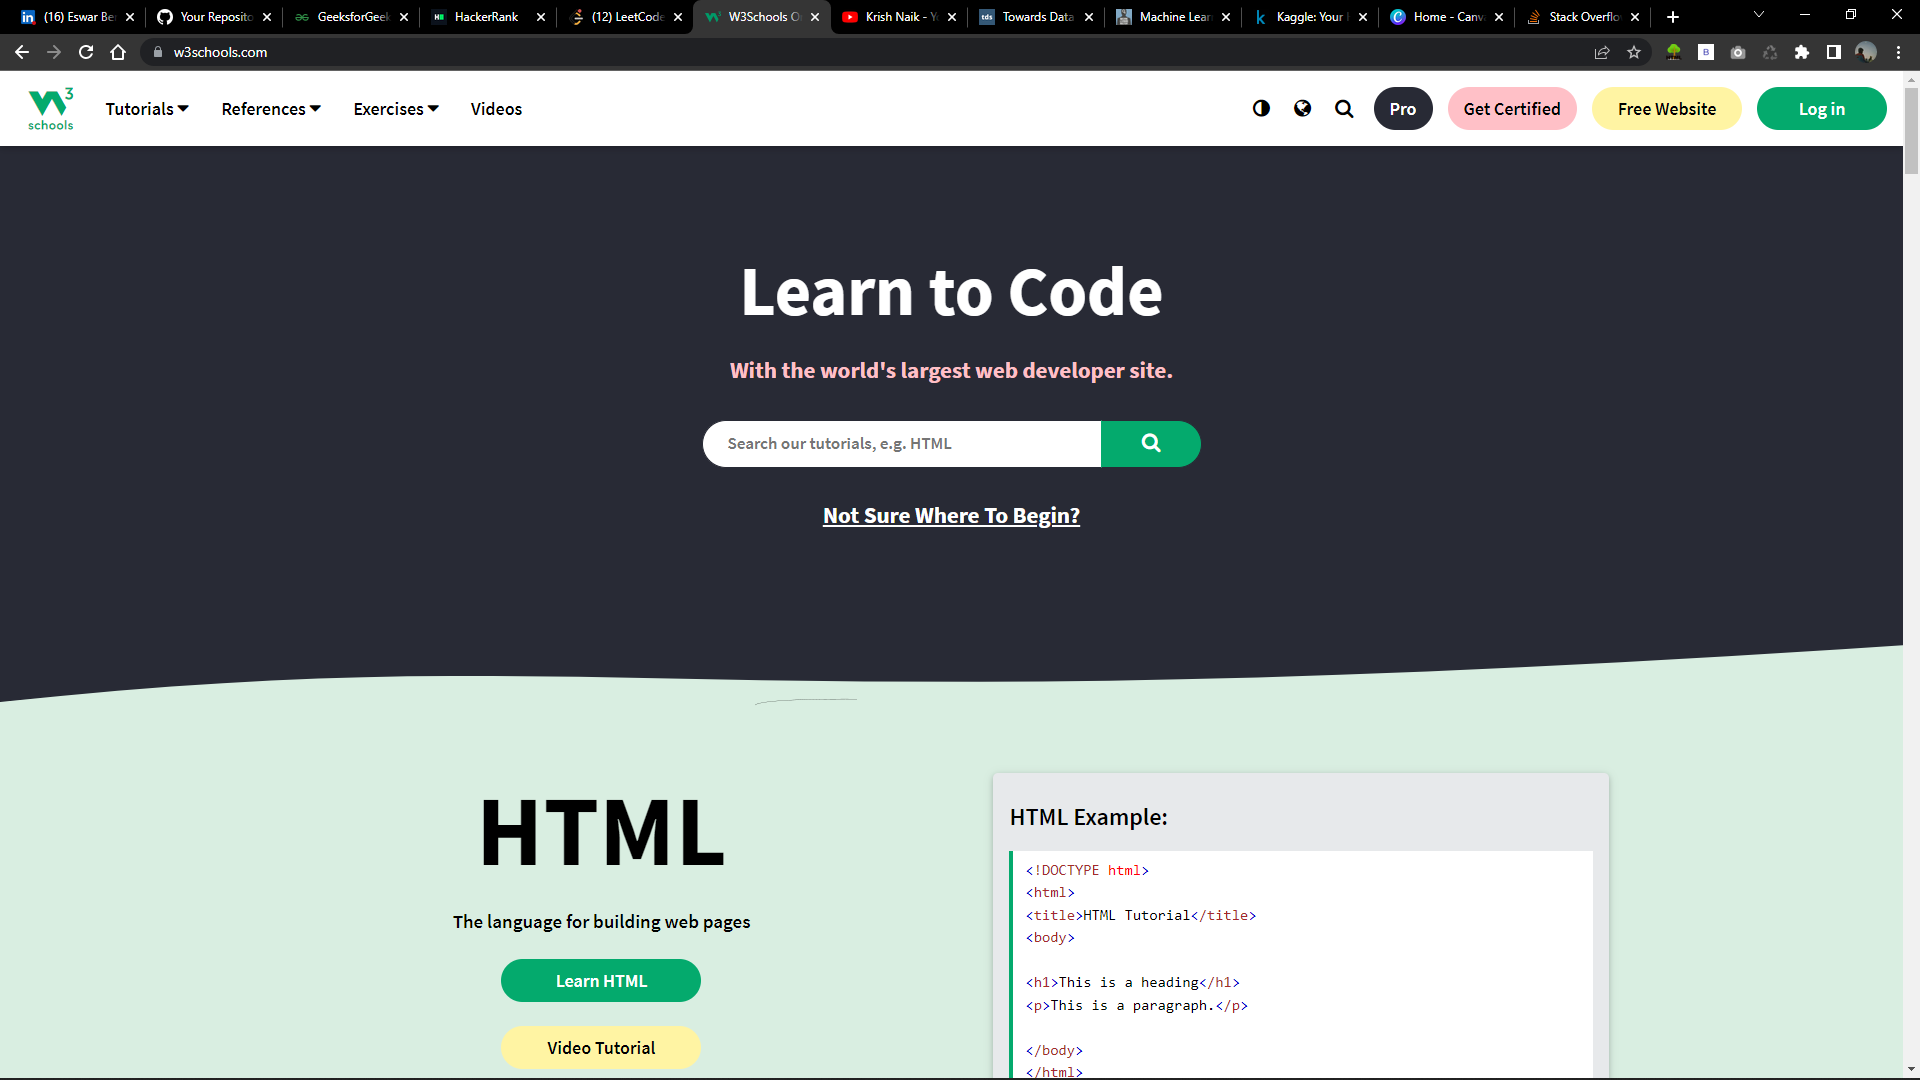 (16) Eswar Be
Your Reposito
GeeksforGeek
HackerRank
(12) LeetCode
W3Schools O
Krish Naik - Y
Towards Data
Machine Lear
Kaggle: Your
Home - Canv
Stack Overflo
w3schools.com
3
schools
Tutorials
References
Exercises
Videos
Pro
Get Certified
Free Website
Log in
Learn to Code
With the world's largest web developer site.
Search our tutorials, e.g. HTML
Not Sure Where To Begin?
HTML
The language for building web pages
Learn HTML
Video Tutorial
HTML Example:
<!DOCTYPE html>
<html>
<title>HTML Tutorial</title>
<body>
<h1>This is a heading</h1>
<p>This is a paragraph.</p>
</body>
</html>